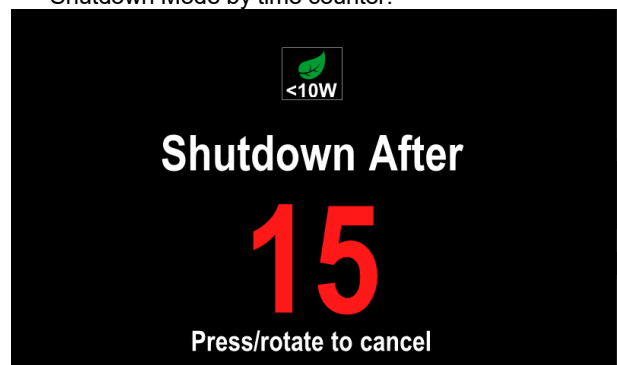 Shutdown Mode by time counter:
<10W
Shutdown After
15
Press/rotate to cancel